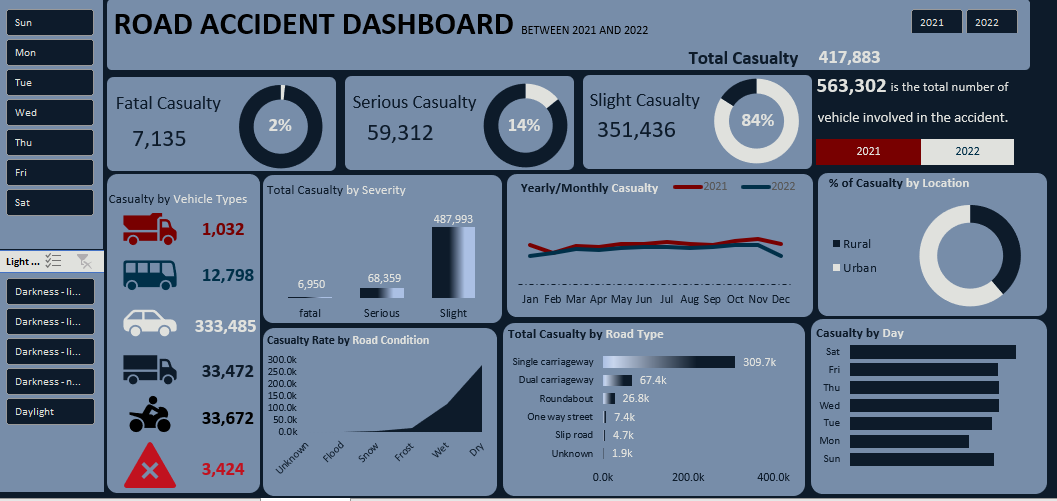 Sun
Mon
Tue
Wed
Thu
Fri
Sat
Light ...
Darkness - li...
Darkness - li...
Darkness - li...
Darkness - n...
Daylight
ROAD ACCIDENT DASHBOARD BETWEEN 2021 AND 2022
2021 2022
Total Casualty 417,883
Fatal Casualty
7,135
2%
Serious Casualty
59,312
14%
Slight Casualty
351,436
84%
563,302 is the total number of
vehicle involved in the accident.
2021 2022
Casualty by Vehicle Types
1,032
12,798
333,485
33,472
33,672
3,424
Total Casualty by Severity
6,950
68,359
487,993
fatal Serious Slight
Yearly/Monthly Casualty 2021 2022
Jan Feb Mar Apr May Jun Jul Aug Sep Oct Nov Dec
% of Casualty by Location
Rural
Urban
Casualty Rate by Road Condition
300.0k
250.0k
200.0k
150.0k
100.0k
50.0k
0.0k
Unknown Flood Snow Frost Wet Dry
Total Casualty by Road Type
Single carriageway 309.7k
Dual carriageway 67.4k
Roundabout 26.8k
One way street 7.4k
Slip road 4.7k
Unknown 1.9k
0.0k 200.0k 400.0k
Casualty by Day
Sat
Fri
Thu
Wed
Tue
Mon
Sun